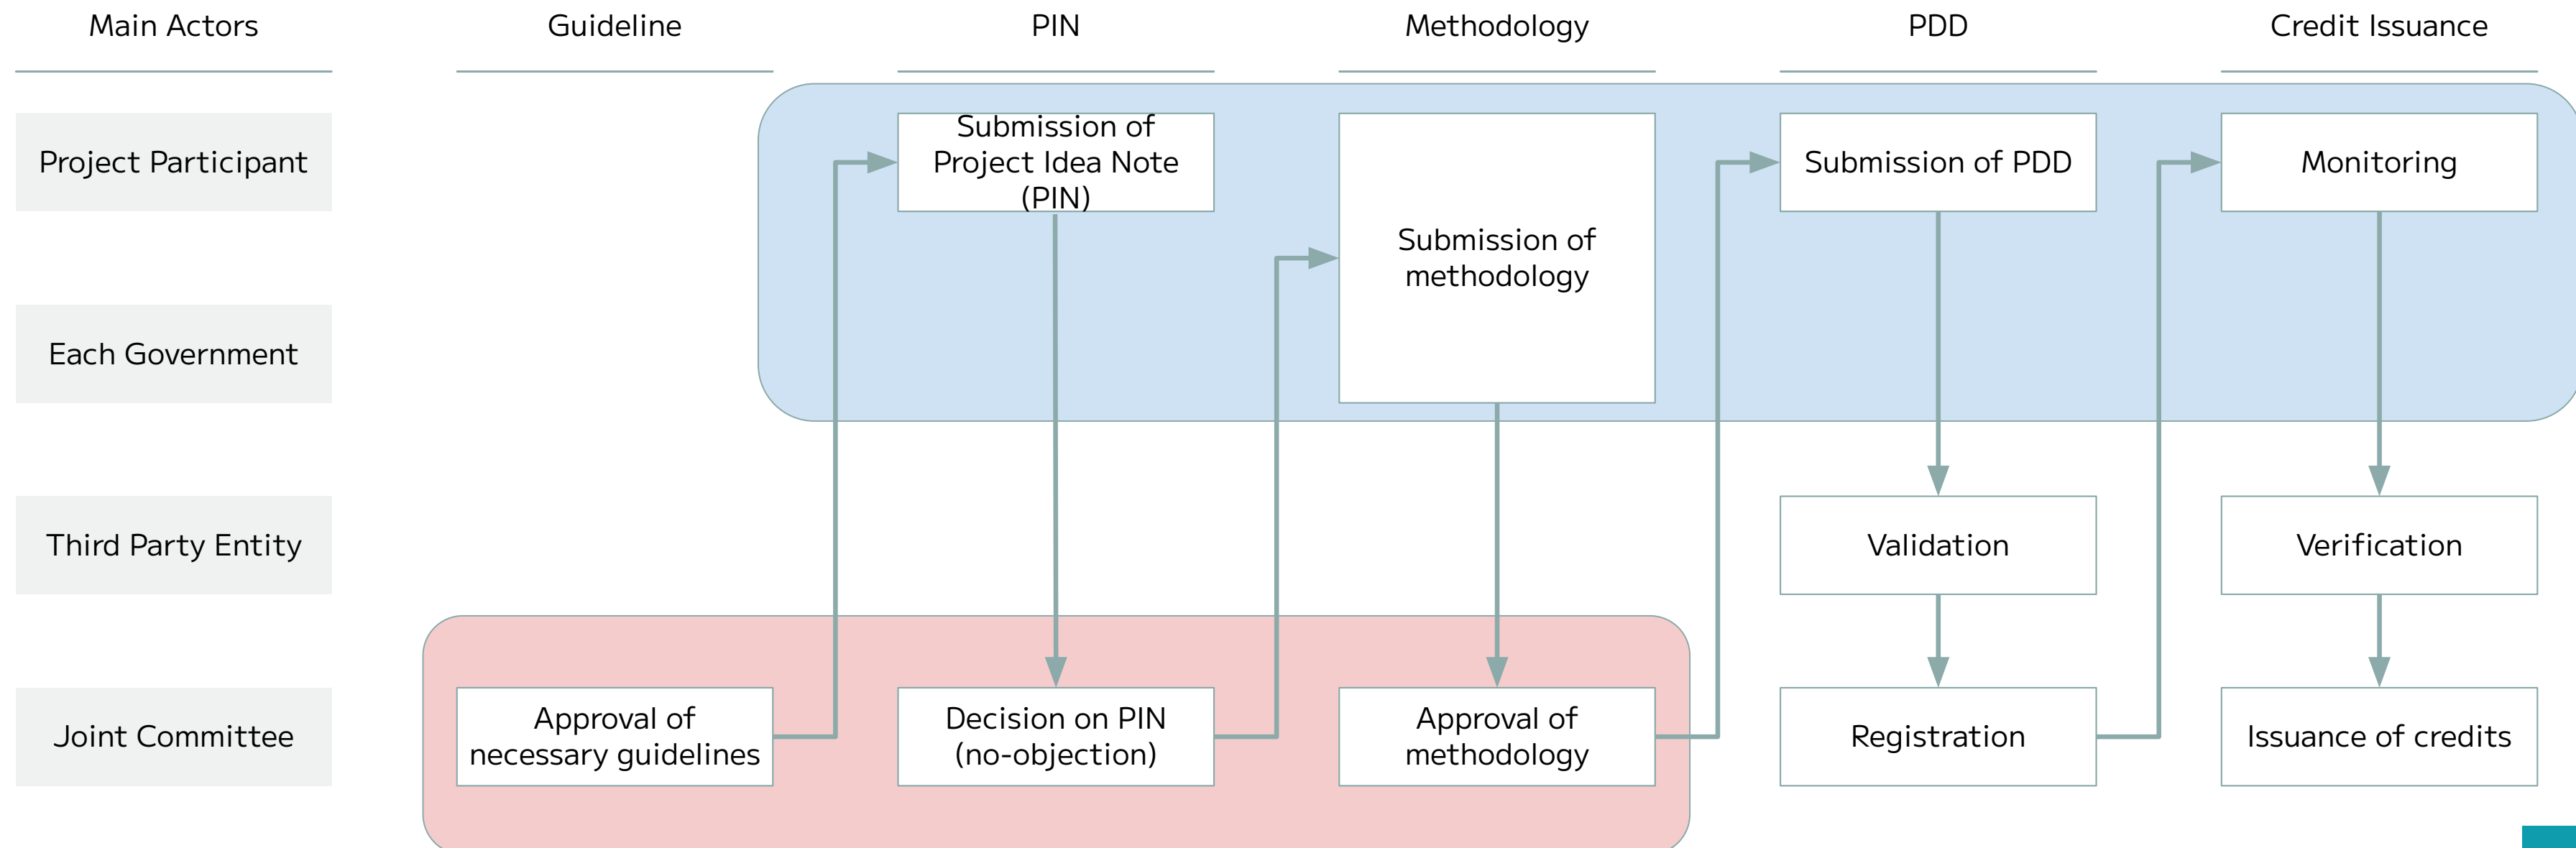 Main Actors
Guideline
PIN
Methodology
PDD
Credit Issuance
Project Participant
Submission of
Project Idea Note
(PIN)
Submission of
methodology
Submission of PDD
Monitoring
Each Government
Third Party Entity
Validation
Verification
Joint Committee
Approval of
necessary guidelines
Decision on PIN
(no-objection)
Approval of
methodology
Registration
Issuance of credits